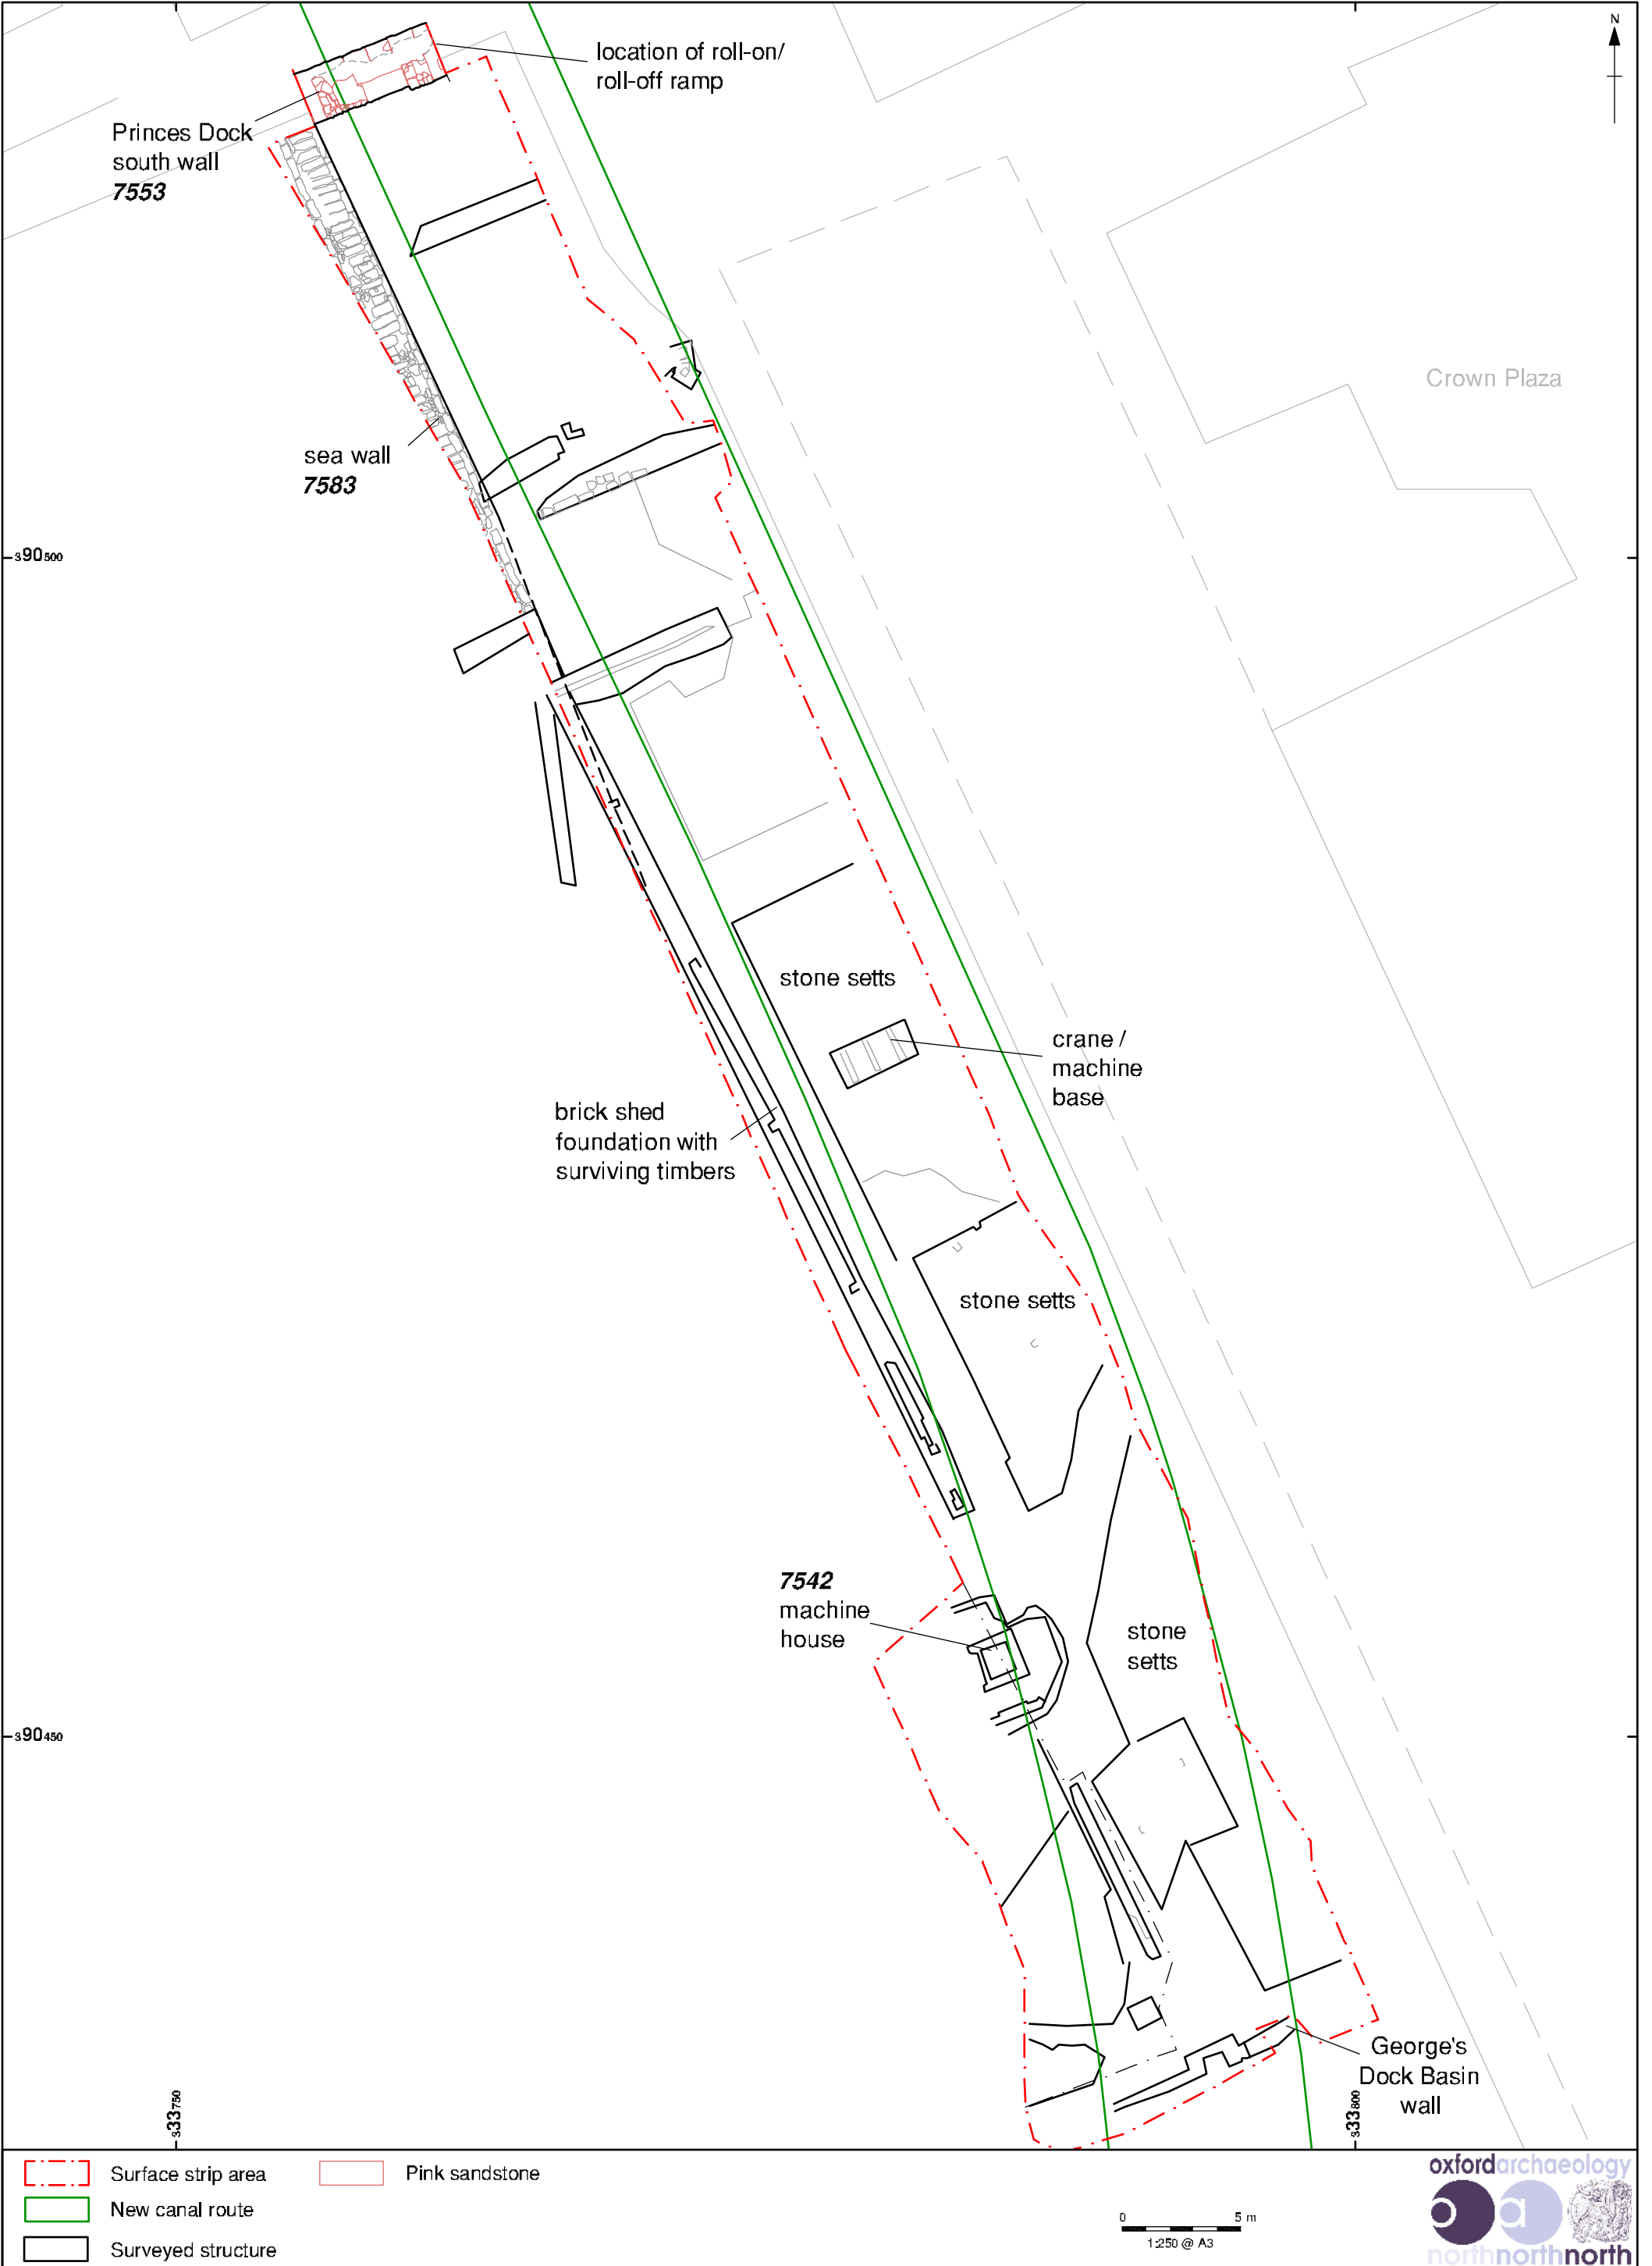 N
location of roll-on/
roll-off ramp
Princes Dock
south wall
7553
Crown Plaza
sea wall
7583
390500
stone setts
crane /
machine
base
brick shed
foundation with
surviving timbers
stone setts
7542
machine
house
stone
setts
390450
George's
Dock Basin
wall
333750
333800
Surface strip area
Pink sandstone
New canal route
Surveyed structure
0 5 m
1:250 @ A3
oxfordarchaeology
oa
northnorthnorth